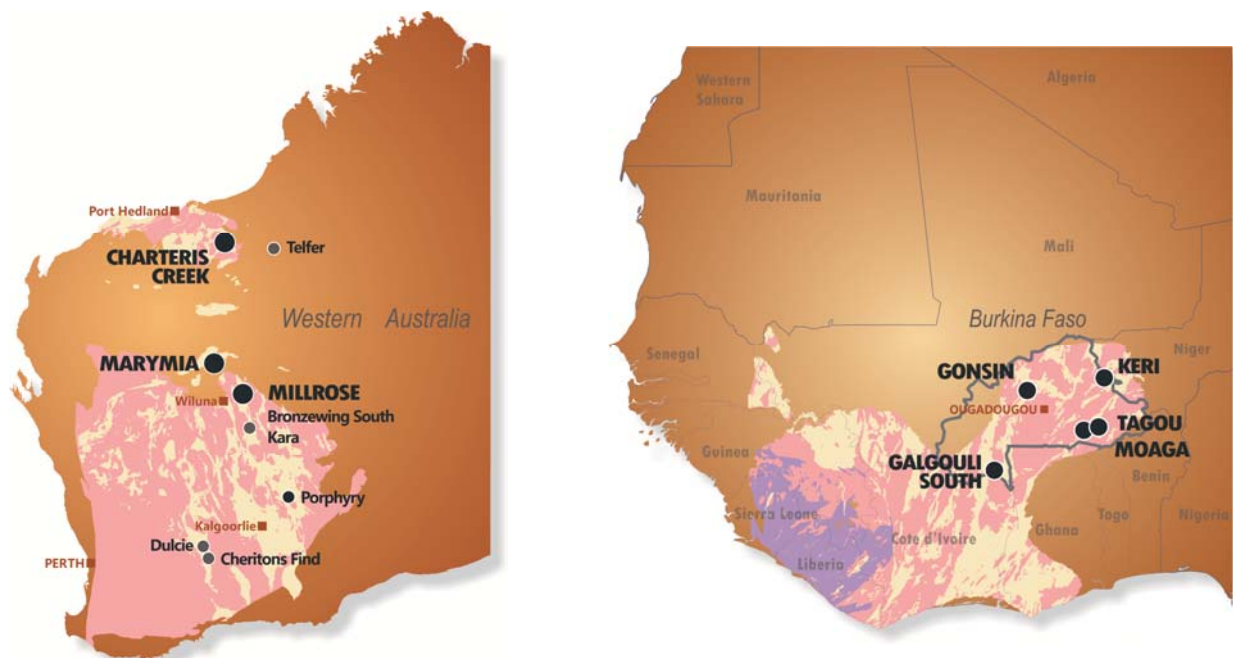 Port Hedland
CHARTERIS
CREEK
Telfer
Western Australia
MARYMIA
MILLROSE
Wiluna
Bronzewing South
Kara
Porphyry
Kalgoorlie
Dulcie
Cheritons Find
PERTH
Western
Sahara
Algeria
Mauritania
Mali
Burkina Faso
Senegal
Niger
GONSIN
KERI
OUGADOUGOU
TAGOU
MOAGA
Guinea
GALGOULI
SOUTH
Benin
Sierra Leone
Ghana
Togo
Nigeria
Cote d'Ivoire
Liberia